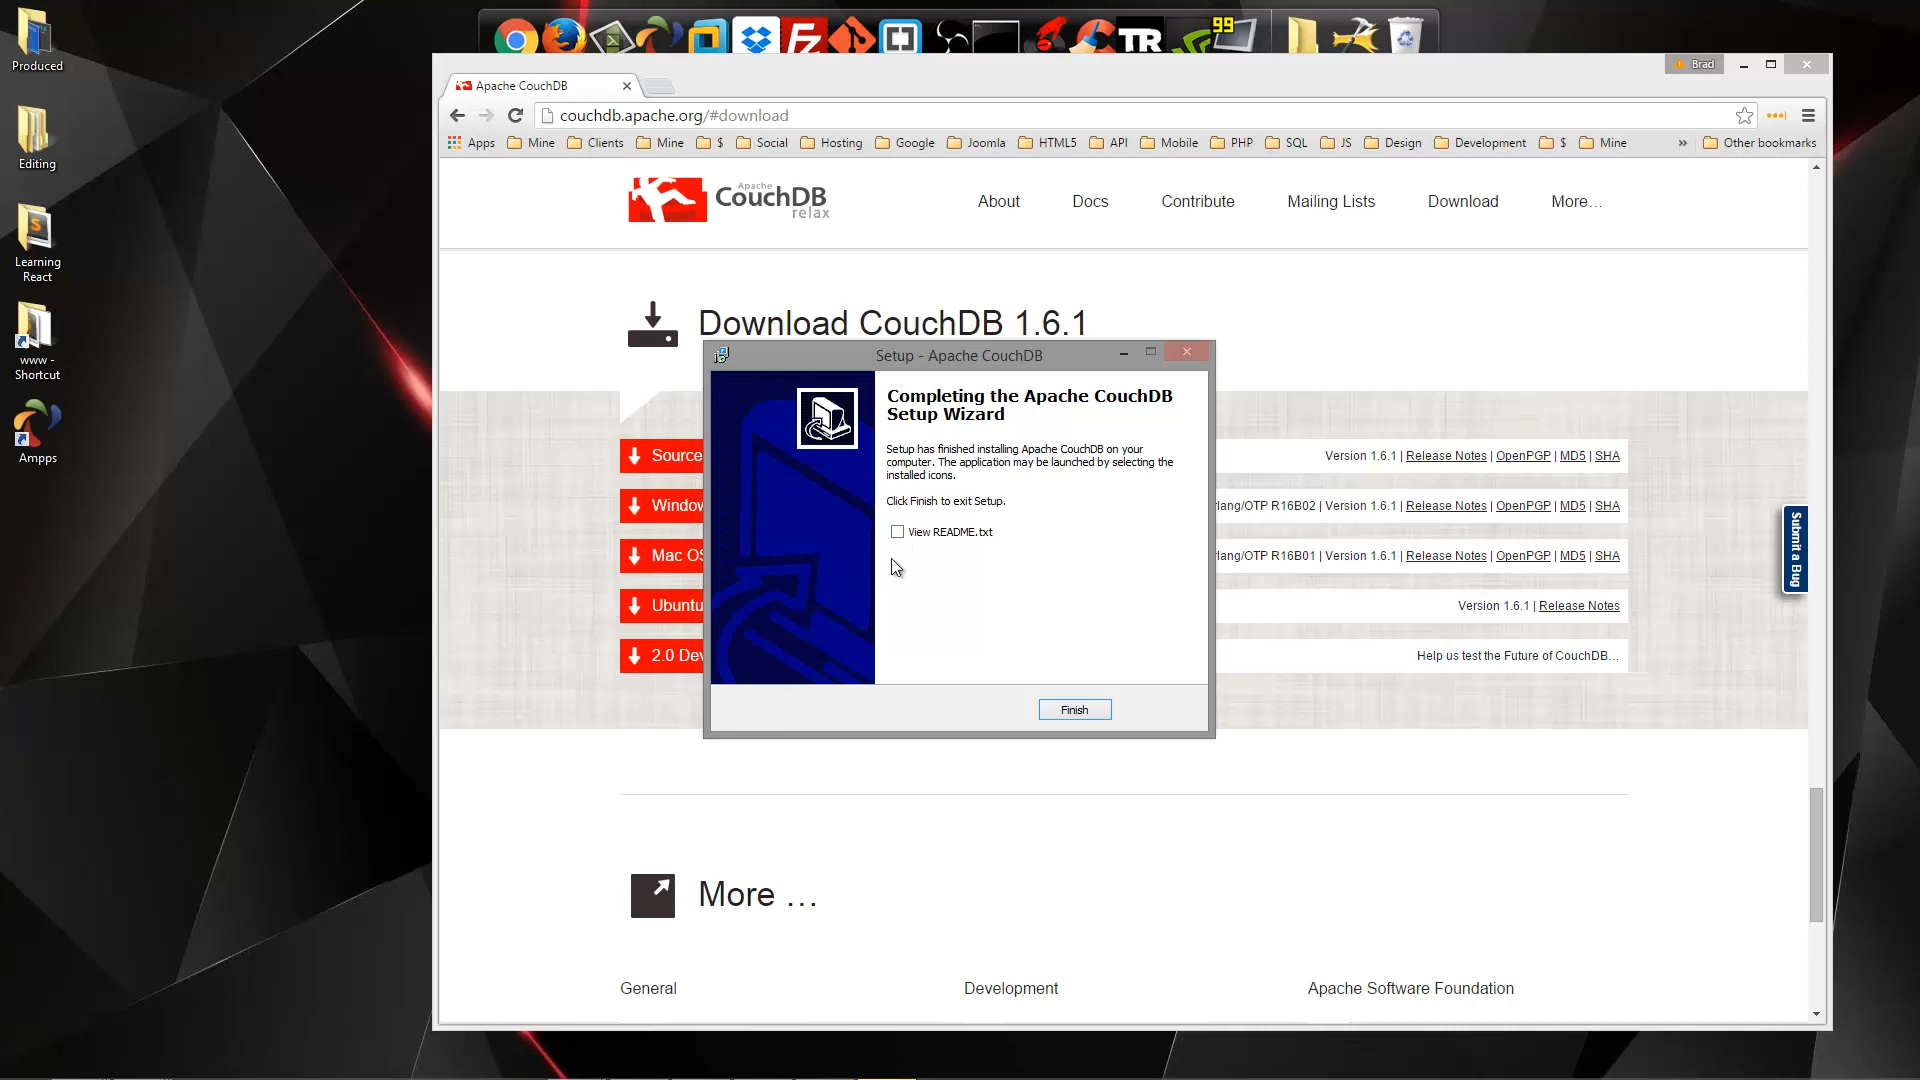 Produced
Editing
Learning
React
www -
Shortcut
Ampps
FZ
TR
99
Brad
Apache CouchDB
couchdb.apache.org/#download
Apps Mine Clients Mine $ Social Hosting Google Joomla HTML5 API Mobile PHP SQL JS Design Development $ Mine » Other bookmarks
Apache
CouchDB
relax
About Docs Contribute Mailing Lists Download More...
Download CouchDB 1.6.1
Setup - Apache CouchDB
Completing the Apache CouchDB
Setup Wizard
Setup has finished installing Apache CouchDB on your
computer. The application may be launched by selecting the
installed icons.
Click Finish to exit Setup.
View README.txt
Finish
Source Version 1.6.1 | Release Notes | OpenPGP | MD5 | SHA
Window lang/OTP R16B02 | Version 1.6.1 | Release Notes | OpenPGP | MD5 | SHA
Mac OS lang/OTP R16B01 | Version 1.6.1 | Release Notes | OpenPGP | MD5 | SHA
Ubuntu Version 1.6.1 | Release Notes
2.0 Dev Help us test the Future of CouchDB...
Submit a Bug
More ...
General Development Apache Software Foundation